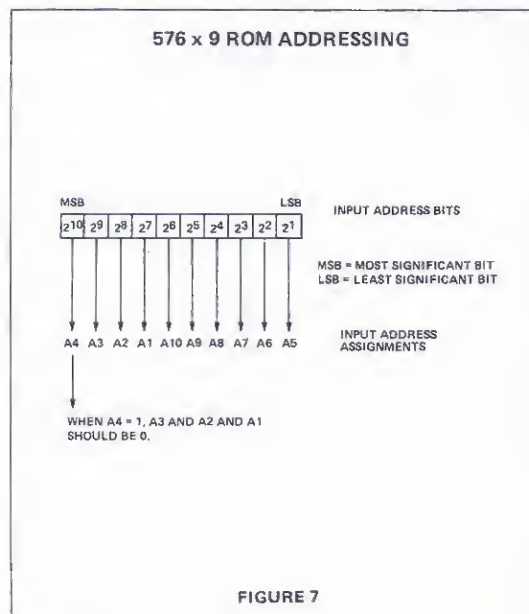 576 x 9 ROM ADDRESSING
MSB LSB
2¹⁰ 2⁹ 2⁸ 2⁷ 2⁶ 2⁵ 2⁴ 2³ 2² 2¹ INPUT ADDRESS BITS
MSB = MOST SIGNIFICANT BIT
LSB = LEAST SIGNIFICANT BIT
INPUT ADDRESS
A4 A3 A2 A1 A10 A9 A8 A7 A6 A5 ASSIGNMENTS
WHEN A4 = 1, A3 AND A2 AND A1
SHOULD BE 0.
FIGURE 7